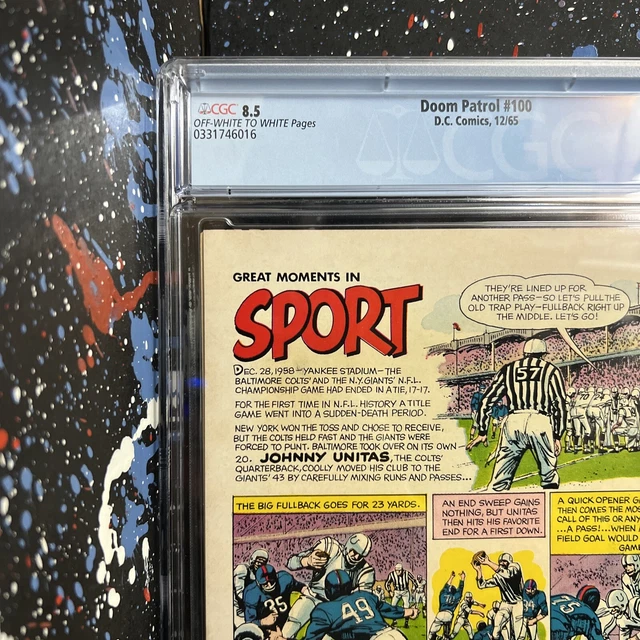 CGC 8.5
OFF-WHITE TO WHITE Pages
0331746016
Doom Patrol #100
D.C. Comics, 12/65
CGC
GREAT MOMENTS IN
SPORT
DEC. 28, 1958—YANKEE STADIUM—THE
BALTIMORE COLTS' AND THE N.Y. GIANTS' N.F.L.
CHAMPIONSHIP GAME HAD ENDED IN A TIE, 17-17.
FOR THE FIRST TIME IN N.F.L. HISTORY A TITLE
GAME WENT INTO A SUDDEN-DEATH PERIOD.
NEW YORK WON THE TOSS AND CHOSE TO RECEIVE,
BUT THE COLTS HELD FAST AND THE GIANTS WERE
FORCED TO PUNT. BALTIMORE TOOK OVER ON ITS OWN
20. JOHNNY UNITAS, THE COLTS'
QUARTERBACK, COOLLY MOVED HIS CLUB TO THE
GIANTS' 43 BY CAREFULLY MIXING RUNS AND PASSES...
THEY'RE LINED UP FOR
ANOTHER PASS—SO LET'S PULL THE
OLD TRAP PLAY—FULLBACK RIGHT UP
THE MIDDLE. LET'S GO!
57
THE BIG FULLBACK GOES FOR 23 YARDS.
35
49
AN END SWEEP GAINS
NOTHING, BUT UNITAS
THEN HITS HIS FAVORITE
END FOR A FIRST DOWN.
A QUICK OPENER
THEN COMES THE
CALL OF THIS OR
...A PASS!...WHEN
FIELD GOAL WOULD